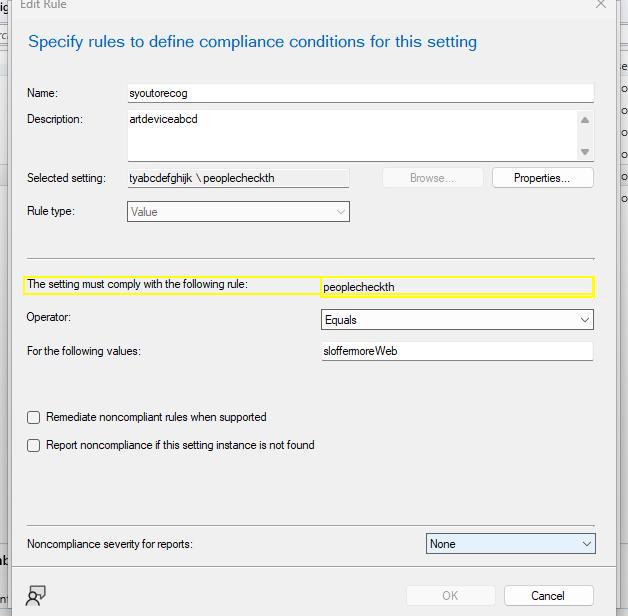 Edit Rule
Specify rules to define compliance conditions for this setting
Name: syoutorecog
Description: artdeviceabcd
Selected setting: tyabcdefghijk \ peoplecheckth Browse... Properties...
Rule type: Value
The setting must comply with the following rule: peoplecheckth
Operator: Equals
For the following values: sloffermoreWeb
Remediate noncompliant rules when supported
Report noncompliance if this setting instance is not found
Noncompliance severity for reports: None
OK Cancel